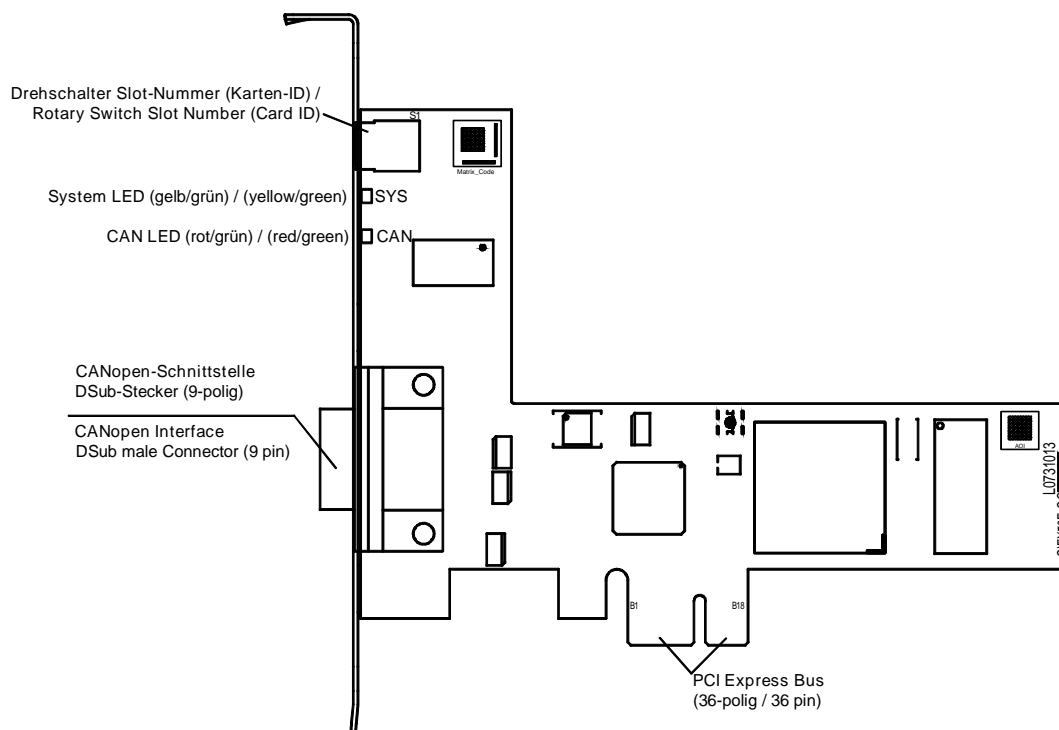 Drehschalter Slot-Nummer (Karten-ID) /
Rotary Switch Slot Number (Card ID)
S1
Matrix_Code
System LED (gelb/grün) / (yellow/green)
SYS
CAN LED (rot/grün) / (red/green)
CAN
CANopen-Schnittstelle
DSub-Stecker (9-polig)
CANopen Interface
DSub male Connector (9 pin)
AOI
L0731013
B1
B18
PCI Express Bus
(36-polig / 36 pin)